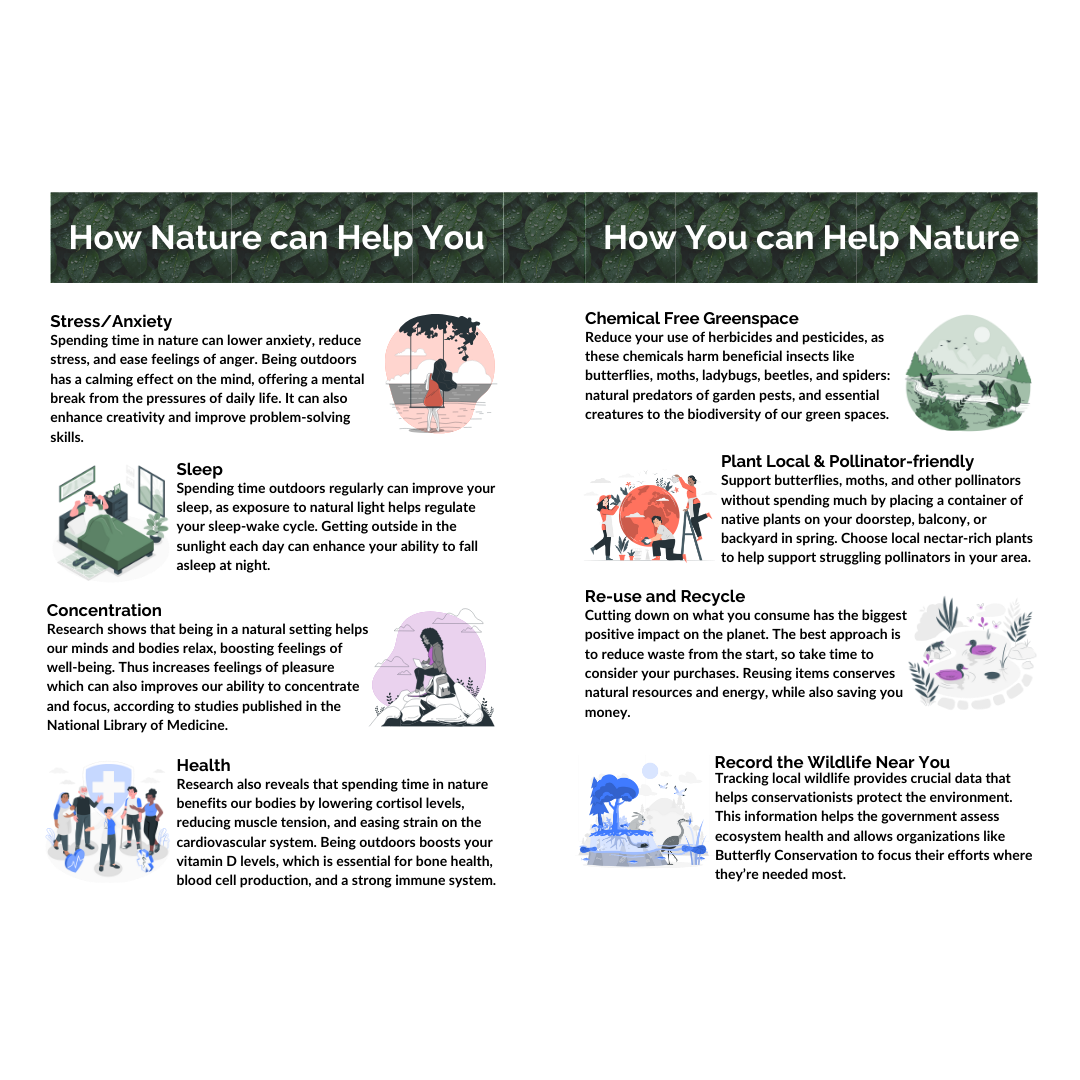 How Nature can Help You
Stress/Anxiety
Spending time in nature can lower anxiety, reduce
stress, and ease feelings of anger. Being outdoors
has a calming effect on the mind, offering a mental
break from the pressures of daily life. It can also
enhance creativity and improve problem-solving
skills.
Sleep
Spending time outdoors regularly can improve your
sleep, as exposure to natural light helps regulate
your sleep-wake cycle. Getting outside in the
sunlight each day can enhance your ability to fall
asleep at night.
Concentration
Research shows that being in a natural setting helps
our minds and bodies relax, boosting feelings of
well-being. Thus increases feelings of pleasure
which can also improves our ability to concentrate
and focus, according to studies published in the
National Library of Medicine.
Health
Research also reveals that spending time in nature
benefits our bodies by lowering cortisol levels,
reducing muscle tension, and easing strain on the
cardiovascular system. Being outdoors boosts your
vitamin D levels, which is essential for bone health,
blood cell production, and a strong immune system.
How You can Help Nature
Chemical Free Greenspace
Reduce your use of herbicides and pesticides, as
these chemicals harm beneficial insects like
butterflies, moths, ladybugs, beetles, and spiders:
natural predators of garden pests, and essential
creatures to the biodiversity of our green spaces.
Plant Local & Pollinator-friendly
Support butterflies, moths, and other pollinators
without spending much by placing a container of
native plants on your doorstep, balcony, or
backyard in spring. Choose local nectar-rich plants
to help support struggling pollinators in your area.
Re-use and Recycle
Cutting down on what you consume has the biggest
positive impact on the planet. The best approach is
to reduce waste from the start, so take time to
consider your purchases. Reusing items conserves
natural resources and energy, while also saving you
money.
Record the Wildlife Near You
Tracking local wildlife provides crucial data that
helps conservationists protect the environment.
This information helps the government assess
ecosystem health and allows organizations like
Butterfly Conservation to focus their efforts where
they're needed most.